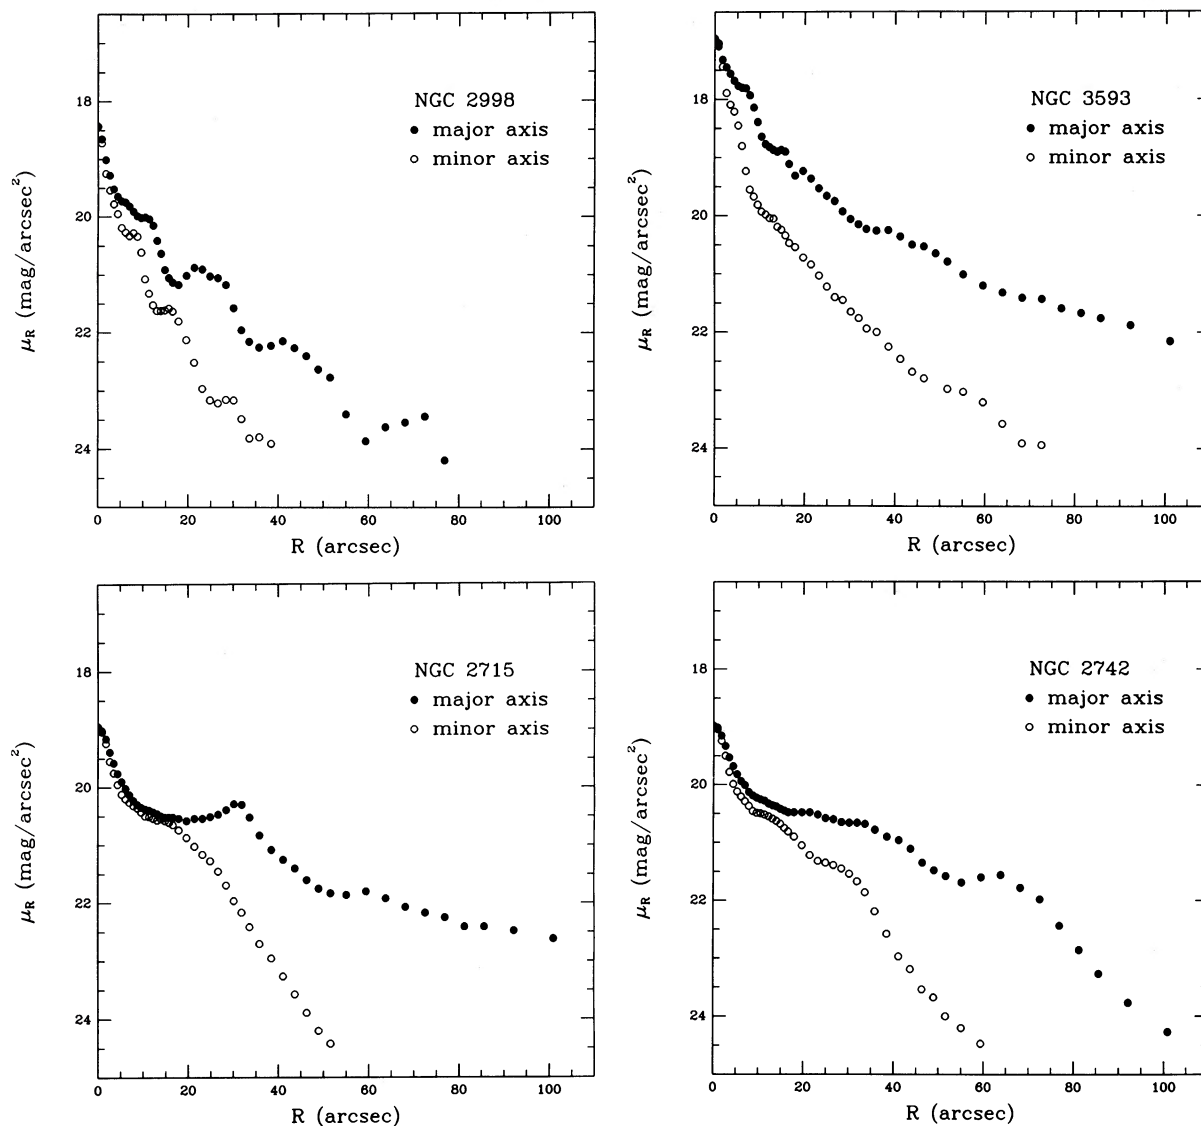 18
20
22
24
μR (mag/arcsec²)
NGC 2998
major axis
minor axis
0 20 40 60 80 100
R (arcsec)
18
20
22
24
μR (mag/arcsec²)
NGC 3593
major axis
minor axis
0 20 40 60 80 100
R (arcsec)
18
20
22
24
μR (mag/arcsec²)
NGC 2715
major axis
minor axis
0 20 40 60 80 100
R (arcsec)
18
20
22
24
μR (mag/arcsec²)
NGC 2742
major axis
minor axis
0 20 40 60 80 100
R (arcsec)